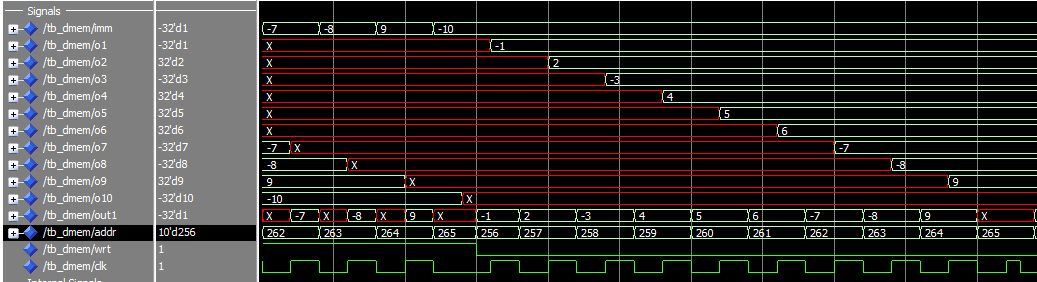 Signals
/tb_dmem/imm -32'd1 -7 -8 9 -10
/tb_dmem/o1 -32'd1 X -1
/tb_dmem/o2 32'd2 X 2
/tb_dmem/o3 -32'd3 X -3
/tb_dmem/o4 32'd4 X 4
/tb_dmem/o5 32'd5 X 5
/tb_dmem/o6 32'd6 X 6
/tb_dmem/o7 -32'd7 -7 X -7
/tb_dmem/o8 -32'd8 -8 X -8
/tb_dmem/o9 32'd9 9 X 9
/tb_dmem/o10 -32'd10 -10 X
/tb_dmem/out1 -32'd1 X -7 X -8 X 9 X -1 2 -3 4 5 6 -7 -8 9 X
/tb_dmem/addr 10'd256 262 263 264 265 256 257 258 259 260 261 262 263 264 265
/tb_dmem/wrt 1
/tb_dmem/clk 1